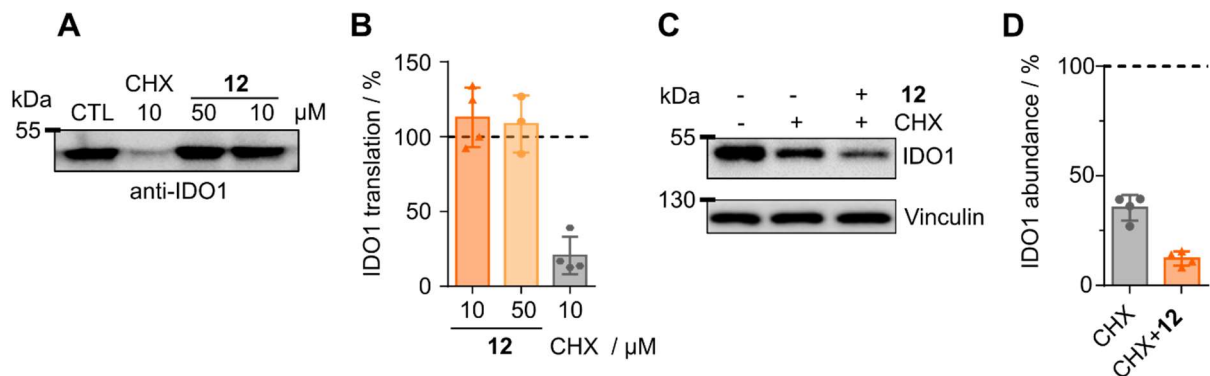 A
CHX 12
kDa CTL 10 50 10 μM
55
anti-IDO1
B
IDO1 translation / %
150
100
50
0
10 50 10
12 CHX / μM
C
kDa - - + 12
- + + CHX
55
IDO1
130
Vinculin
D
IDO1 abundance / %
100
50
0
CHX
CHX+12